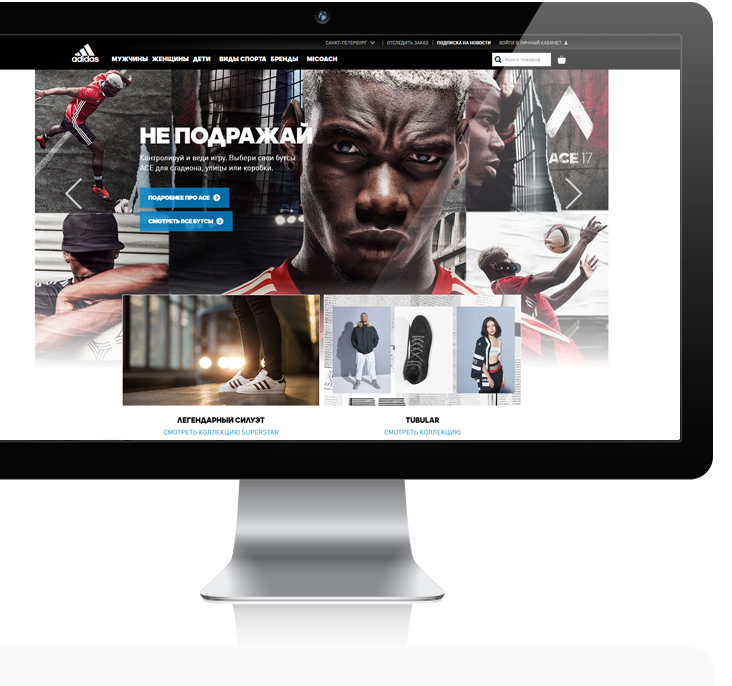 САНКТ-ПЕТЕРБУРГ
ОТСЛЕДИТЬ ЗАКАЗ
ПОДПИСКА НА НОВОСТИ
ВОЙТИ В ЛИЧНЫЙ КАБИНЕТ
adidas
МУЖЧИНЫ ЖЕНЩИНЫ ДЕТИ ВИДЫ СПОРТА БРЕНДЫ MICOACH
Поиск товаров
НЕ ПОДРАЖАЙ
Контролируй и веди игру. Выбери свои бутсы
ACE для стадиона, улицы или коробки.
ACE 17
ПОДРОБНЕЕ ПРО ACE
СМОТРЕТЬ ВСЕ БУТСЫ
ЛЕГЕНДАРНЫЙ СИЛУЭТ
СМОТРЕТЬ КОЛЛЕКЦИЮ SUPERSTAR
TUBULAR
СМОТРЕТЬ КОЛЛЕКЦИЮ